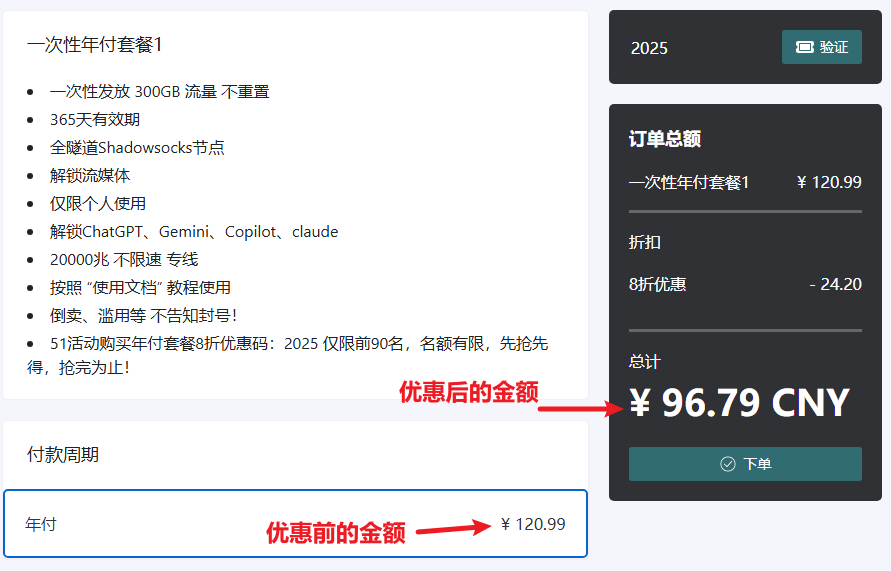 一次性年付套餐1
一次性发放 300GB 流量 不重置
365天有效期
全隧道Shadowsocks节点
解锁流媒体
仅限个人使用
解锁ChatGPT、Gemini、Copilot、claude
20000兆 不限速 专线
按照 “使用文档” 教程使用
倒卖、滥用等 不告知封号！
51活动购买年付套餐8折优惠码：2025 仅限前90名，名额有限，先抢先
得，抢完为止！
付款周期
年付
优惠前的金额
¥ 120.99
2025
验证
订单总额
一次性年付套餐1
¥ 120.99
折扣
8折优惠
- 24.20
总计
优惠后的金额
¥ 96.79 CNY
下单